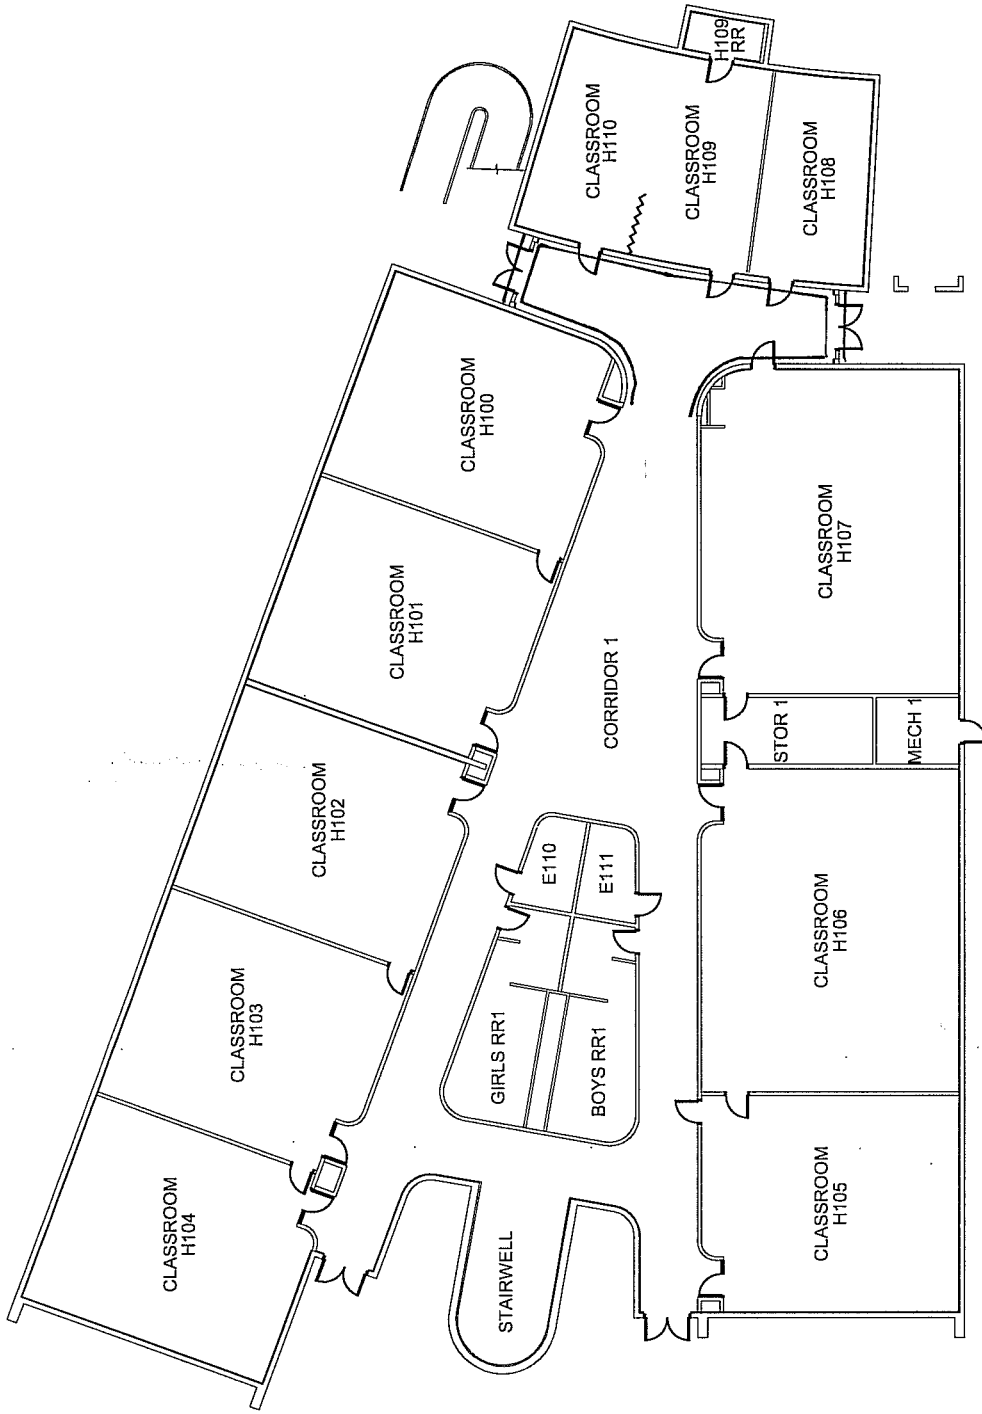 H109
RR
CLASSROOM
H110
CLASSROOM
H109
CLASSROOM
H108
CLASSROOM
H100
CLASSROOM
H101
CLASSROOM
H107
CORRIDOR 1
STOR 1
MECH 1
CLASSROOM
H102
E110
E111
CLASSROOM
H106
CLASSROOM
H103
GIRLS RR1
BOYS RR1
CLASSROOM
H104
STAIRWELL
CLASSROOM
H105